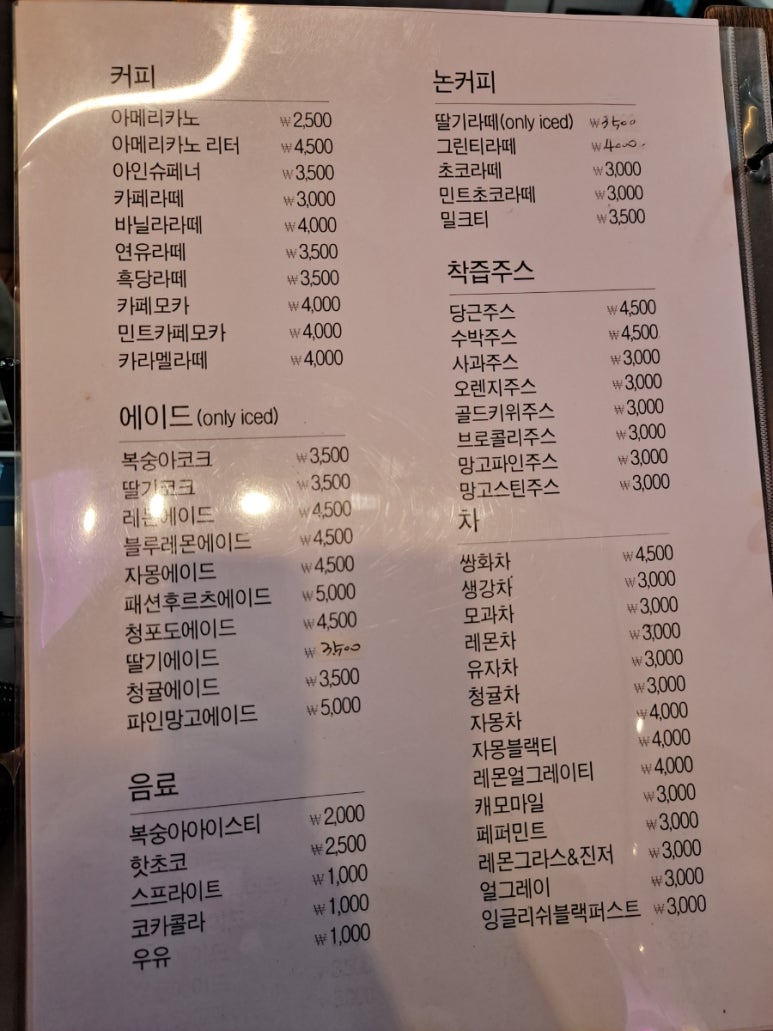 커피
아메리카노 ₩2,500
아메리카노 리터 ₩4,500
아인슈페너 ₩3,500
카페라떼 ₩3,000
바닐라라떼 ₩4,000
연유라떼 ₩3,500
흑당라떼 ₩3,500
카페모카 ₩4,000
민트카페모카 ₩4,000
카라멜라떼 ₩4,000
에이드 (only iced)
복숭아코크 ₩3,500
딸기코크 ₩3,500
레몬에이드 ₩4,500
블루레몬에이드 ₩4,500
자몽에이드 ₩4,500
패션후르츠에이드 ₩5,000
청포도에이드 ₩4,500
딸기에이드 ₩3500
청귤에이드 ₩3,500
파인망고에이드 ₩5,000
음료
복숭아아이스티 ₩2,000
핫초코 ₩2,500
스프라이트 ₩1,000
코카콜라 ₩1,000
우유 ₩1,000
논커피
딸기라떼(only iced) ₩3500
그린티라떼 ₩4000
초코라떼 ₩3,000
민트초코라떼 ₩3,000
밀크티 ₩3,500
착즙주스
당근주스 ₩4,500
수박주스 ₩4,500
사과주스 ₩3,000
오렌지주스 ₩3,000
골드키위주스 ₩3,000
브로콜리주스 ₩3,000
망고파인주스 ₩3,000
망고스틴주스 ₩3,000
차
쌍화차 ₩4,500
생강차 ₩3,000
모과차 ₩3,000
레몬차 ₩3,000
유자차 ₩3,000
청귤차 ₩3,000
자몽차 ₩4,000
자몽블랙티 ₩4,000
레몬얼그레이티 ₩4,000
캐모마일 ₩3,000
페퍼민트 ₩3,000
레몬그라스&진저 ₩3,000
얼그레이 ₩3,000
잉글리쉬블랙퍼스트 ₩3,000